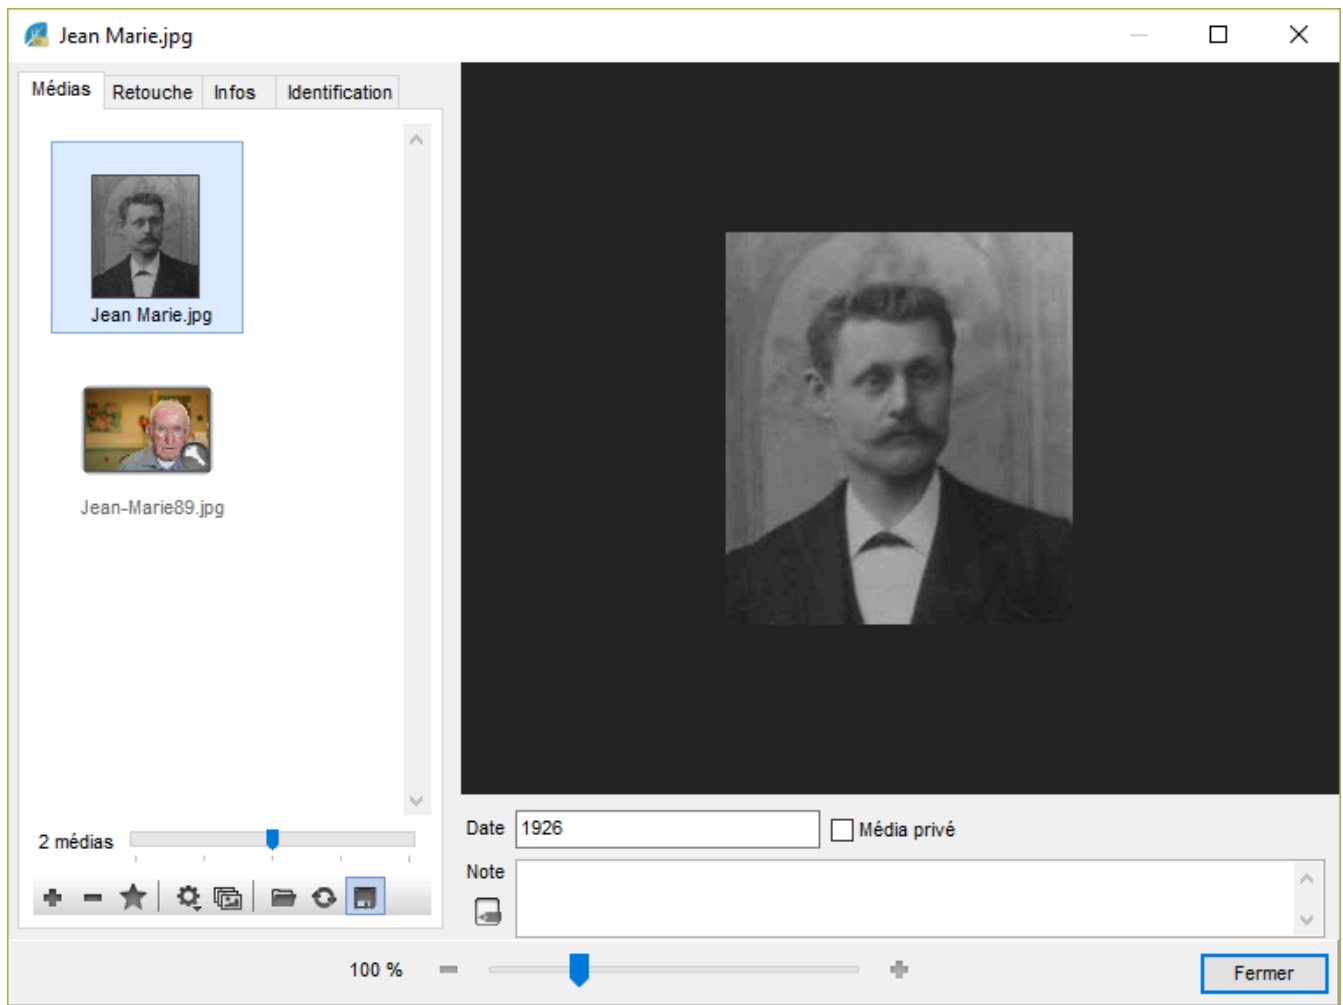 Jean Marie.jpg
Médias Retouche Infos Identification
Jean Marie.jpg
Jean-Marie89.jpg
2 médias
Date 1926 Média privé
Note
100 %
Fermer